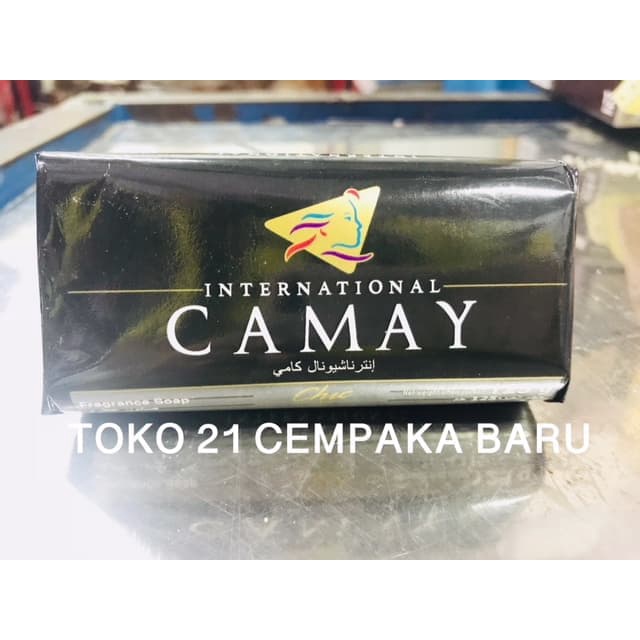 INTERNATIONAL
CAMAY
إنترناشيونال كامي
Chic
Fragrance Soap
TOKO 21 CEMPAKA BARU